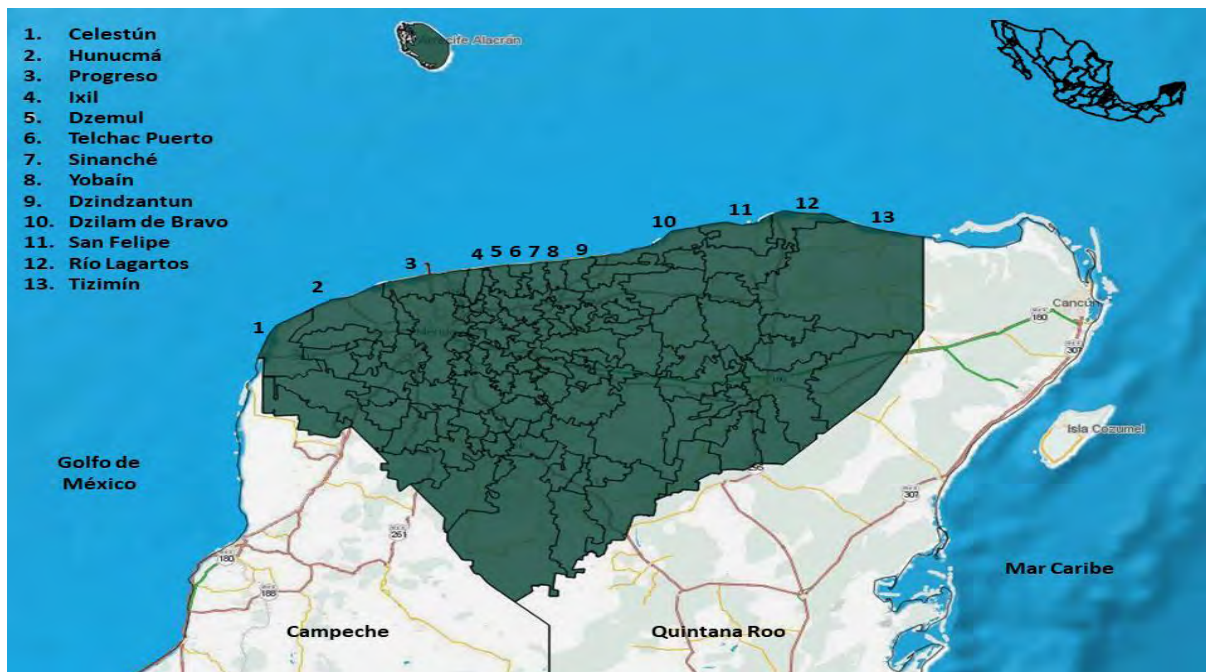 1. Celestún
2. Hunucmá
3. Progreso
4. Ixil
5. Dzemul
6. Telchac Puerto
7. Sinanché
8. Yobaín
9. Dzindzantun
10. Dzilam de Bravo
11. San Felipe
12. Río Lagartos
13. Tizimín
Arrecife Alacrán
1
2
3
4
5
6
7
8
9
10
11
12
13
Cancún
180
307
Isla Cozumel
307
Golfo de
México
261
180
188
Mar Caribe
Campeche
Quintana Roo